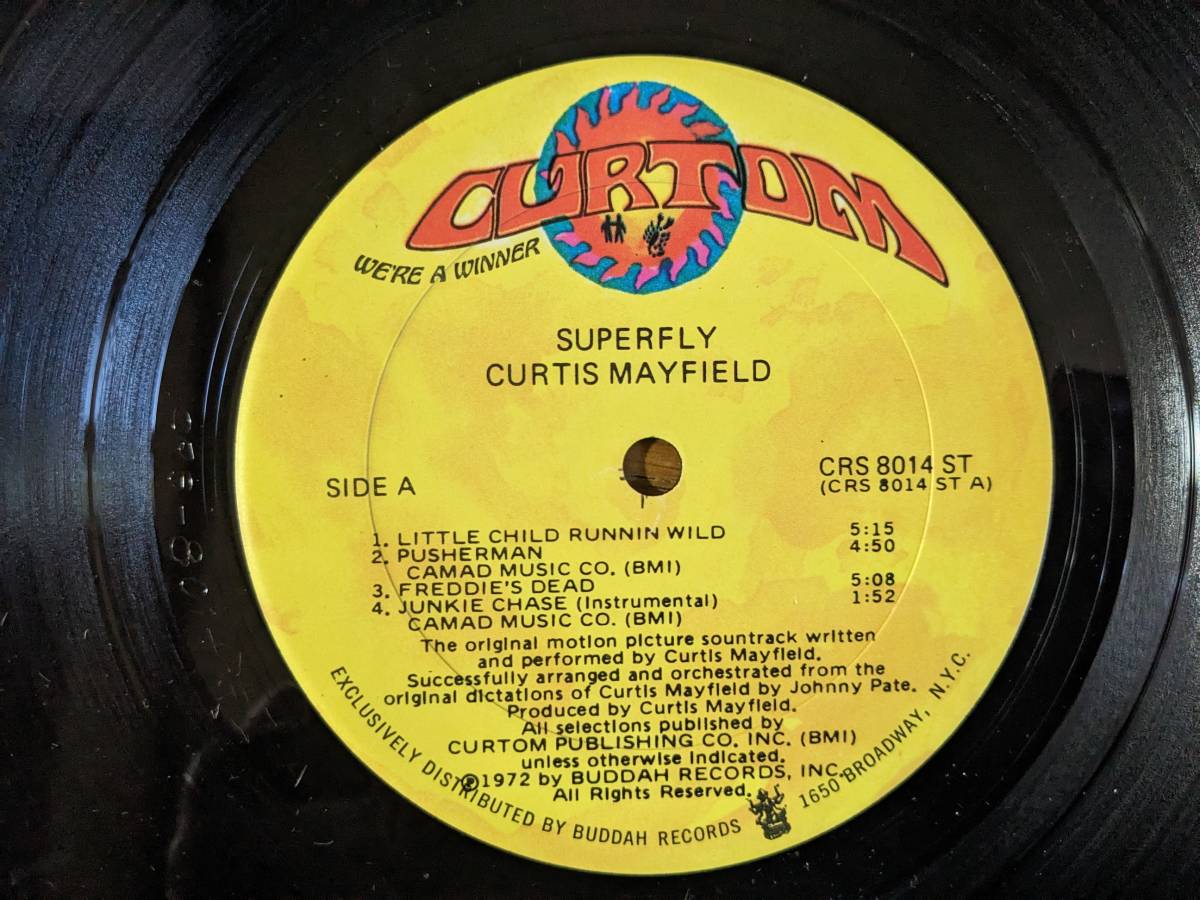 CURTOM
WE'RE A WINNER
SUPERFLY
CURTIS MAYFIELD
SIDE A
CRS 8014 ST
(CRS 8014 ST A)
1. LITTLE CHILD RUNNIN WILD 5:15
2. PUSHERMAN 4:50
CAMAD MUSIC CO. (BMI)
3. FREDDIE'S DEAD 5:08
4. JUNKIE CHASE (Instrumental) 1:52
CAMAD MUSIC CO. (BMI)
The original motion picture sountrack written
and performed by Curtis Mayfield.
Successfully arranged and orchestrated from the
original dictations of Curtis Mayfield by Johnny Pate.
Produced by Curtis Mayfield.
All selections published by
CURTOM PUBLISHING CO. INC. (BMI)
unless otherwise indicated.
℗1972 by BUDDAH RECORDS, INC.
All Rights Reserved.
EXCLUSIVELY DISTRIBUTED BY BUDDAH RECORDS 1650 BROADWAY, N.Y.C.